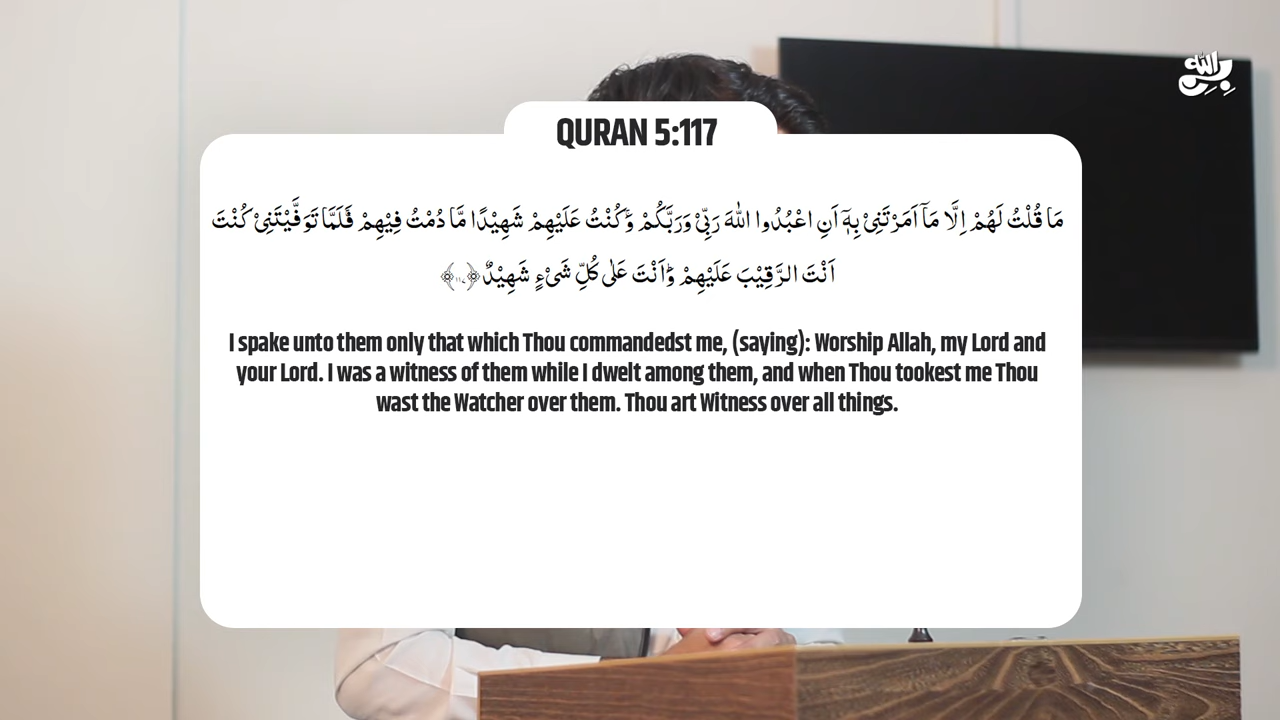 QURAN 5:117
مَا قُلْتُ لَهُمْ اِلَّا مَاۤ اَمَرْتَنِیْ بِهٖۤ اَنِ اعْبُدُوا اللّٰهَ رَبِّیْ وَرَبَّكُمْ ۚ وَكُنْتُ عَلَیْهِمْ شَهِیْدًا مَّا دُمْتُ فِیْهِمْ ۚ فَلَمَّا تَوَفَّیْتَنِیْ كُنْتَ
اَنْتَ الرَّقِیْبَ عَلَیْهِمْ ؕ وَاَنْتَ عَلٰی كُلِّ شَیْءٍ شَهِیْدٌ ﴿۱۱۷﴾
I spake unto them only that which Thou commandedst me, (saying): Worship Allah, my Lord and
your Lord. I was a witness of them while I dwelt among them, and when Thou tookest me Thou
wast the Watcher over them. Thou art Witness over all things.